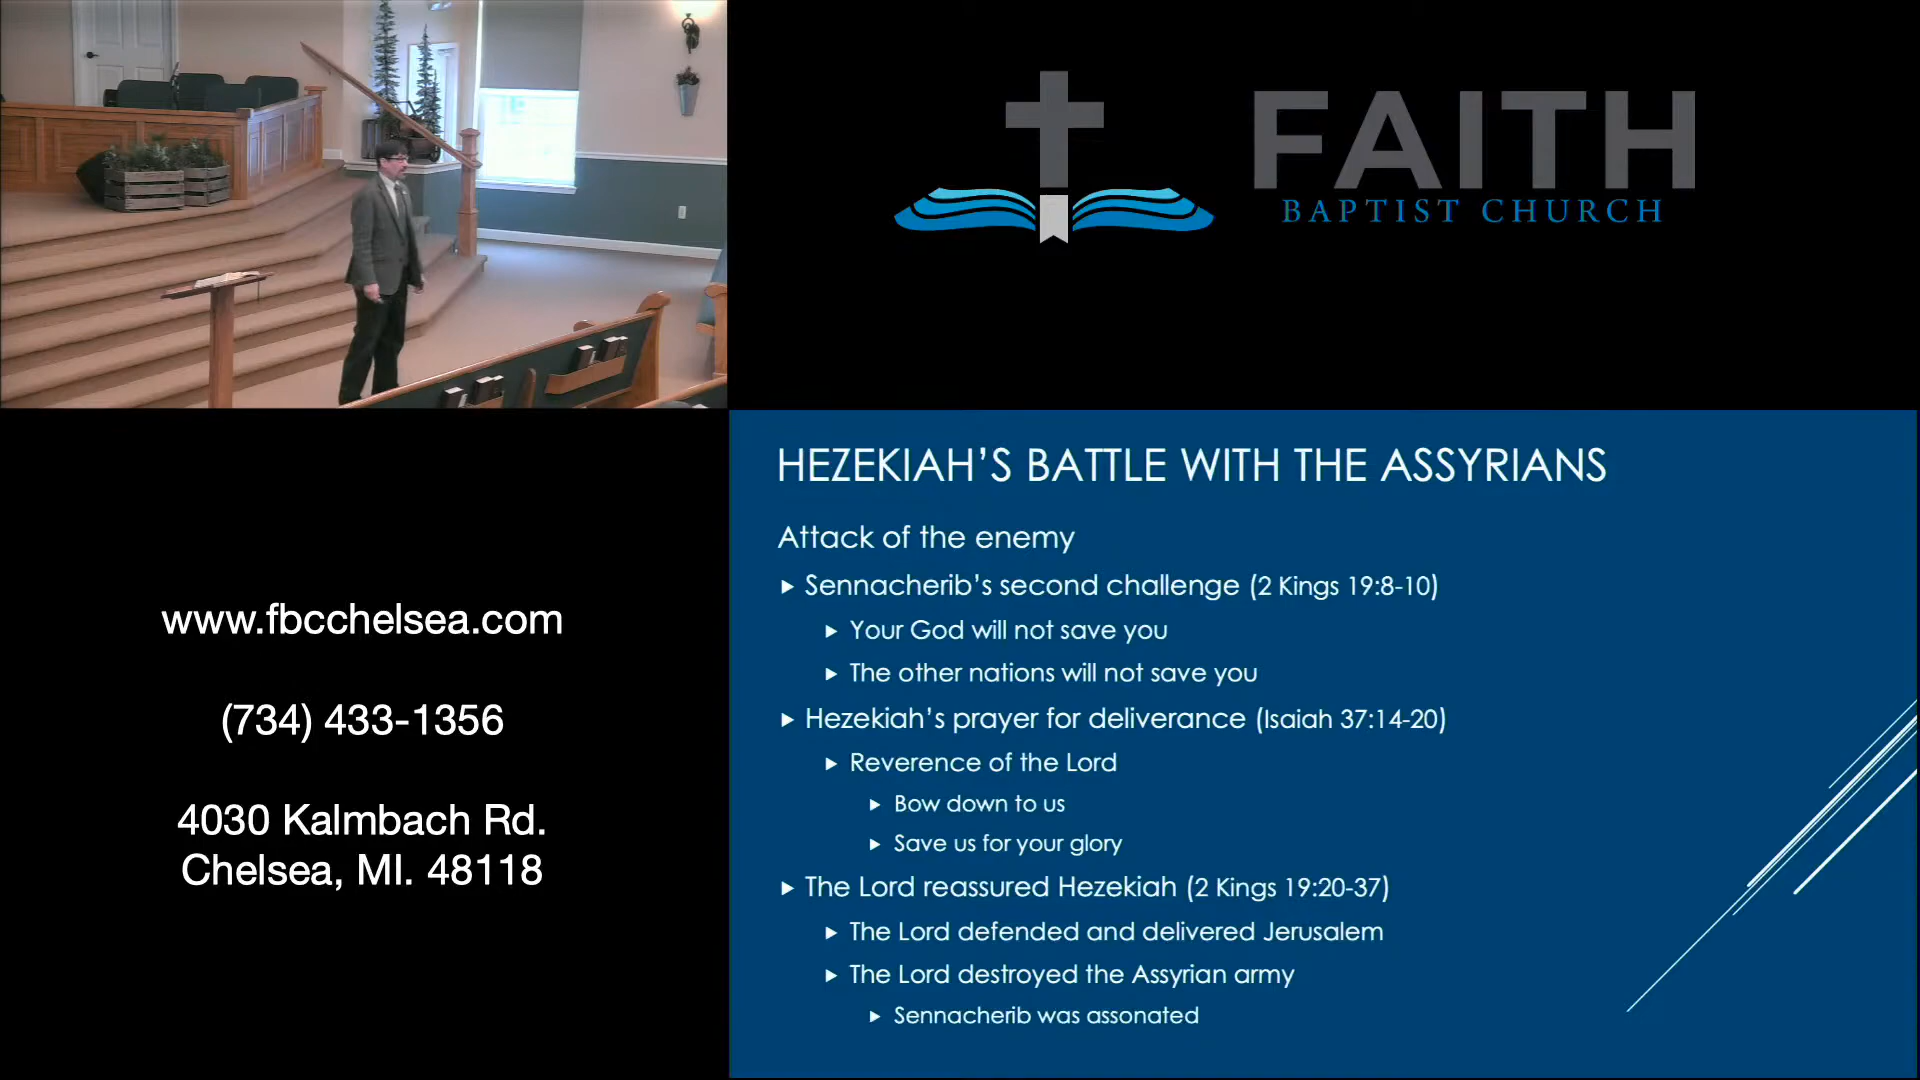 FAITH
BAPTIST CHURCH
www.fbcchelsea.com
(734) 433-1356
4030 Kalmbach Rd.
Chelsea, MI. 48118
HEZEKIAH'S BATTLE WITH THE ASSYRIANS
Attack of the enemy
Sennacherib's second challenge (2 Kings 19:8-10)
Your God will not save you
The other nations will not save you
Hezekiah's prayer for deliverance (Isaiah 37:14-20)
Reverence of the Lord
Bow down to us
Save us for your glory
The Lord reassured Hezekiah (2 Kings 19:20-37)
The Lord defended and delivered Jerusalem
The Lord destroyed the Assyrian army
Sennacherib was assonated